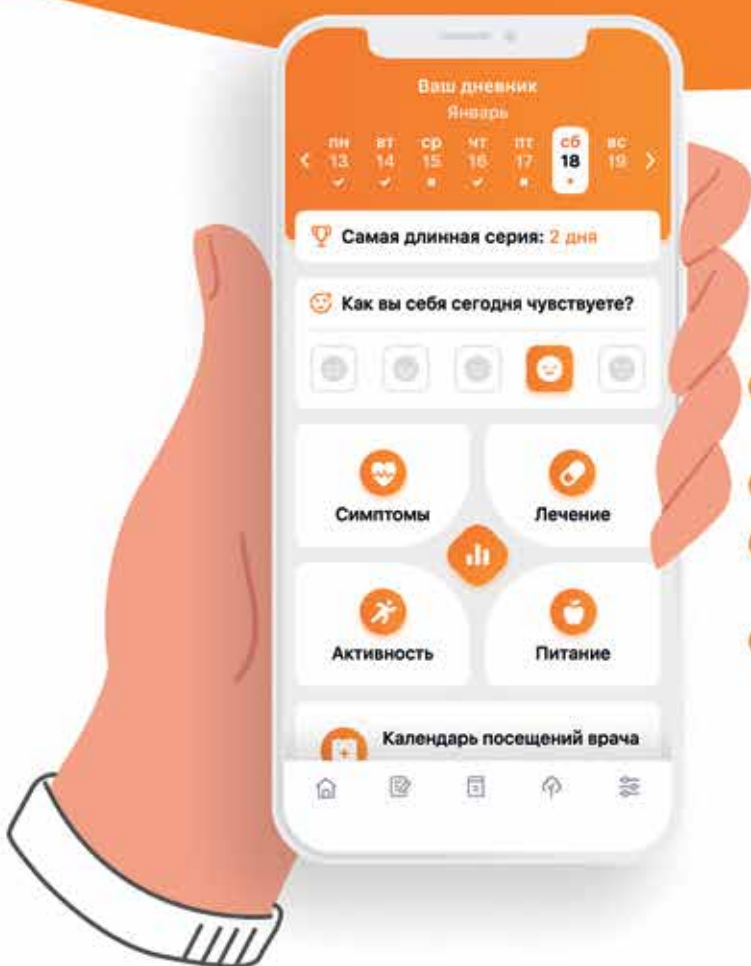 Ваш дневник
Январь
пн вт ср чт пт сб вс
13 14 15 16 17 18 19
Самая длинная серия: 2 дня
Как вы себя сегодня чувствуете?
Симптомы
Лечение
Активность
Питание
Календарь посещений врача